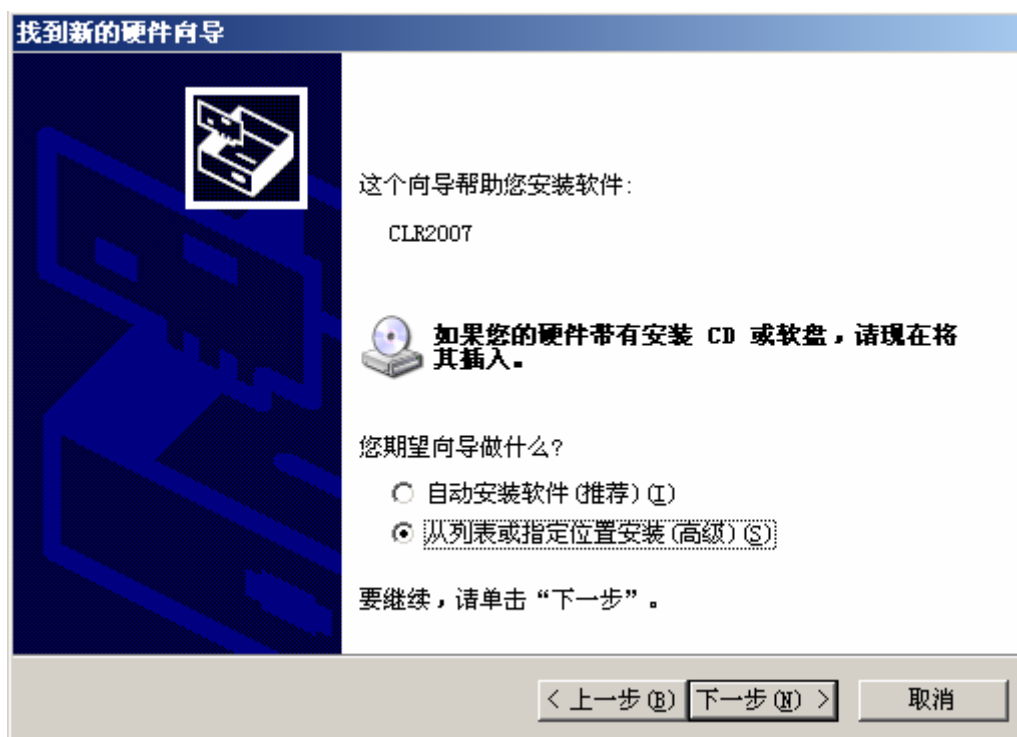 找到新的硬件向导
这个向导帮助您安装软件:
CLR2007
如果您的硬件带有安装 CD 或软盘，请现在将
其插入。
您期望向导做什么?
自动安装软件(推荐)(I)
从列表或指定位置安装(高级)(S)
要继续，请单击“下一步”。
< 上一步(B) 下一步(N) > 取消